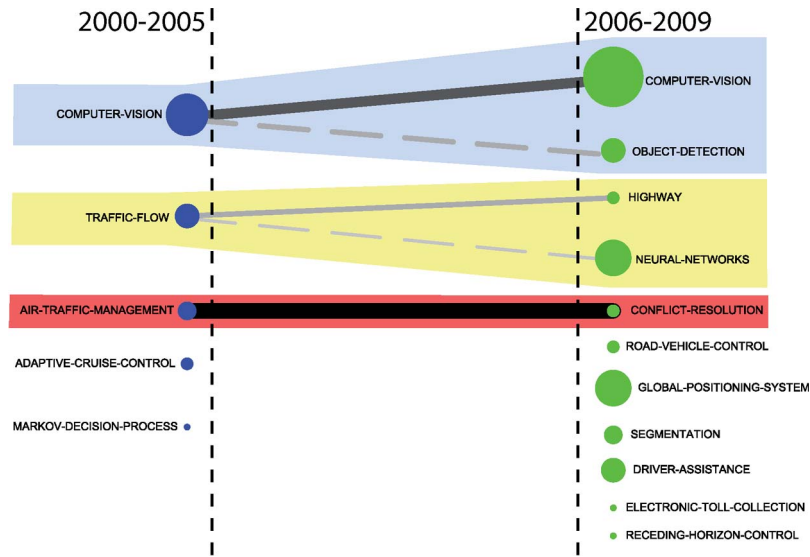 2000-2005
2006-2009
COMPUTER-VISION
COMPUTER-VISION
OBJECT-DETECTION
TRAFFIC-FLOW
HIGHWAY
NEURAL-NETWORKS
AIR-TRAFFIC-MANAGEMENT
CONFLICT-RESOLUTION
ROAD-VEHICLE-CONTROL
ADAPTIVE-CRUISE-CONTROL
GLOBAL-POSITIONING-SYSTEM
MARKOV-DECISION-PROCESS
SEGMENTATION
DRIVER-ASSISTANCE
ELECTRONIC-TOLL-COLLECTION
RECEDING-HORIZON-CONTROL